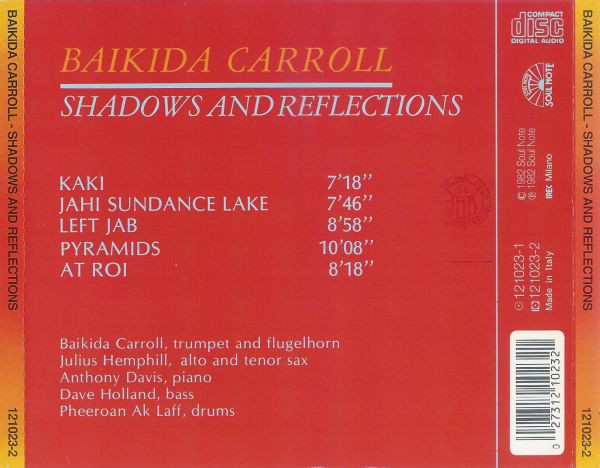 BAIKIDA CARROLL - SHADOWS AND REFLECTIONS
121023-2
BAIKIDA CARROLL
SHADOWS AND REFLECTIONS
KAKI 7'18''
JAHI SUNDANCE LAKE 7'46''
LEFT JAB 8'58''
PYRAMIDS 10'08''
AT ROI 8'18''
Baikida Carroll, trumpet and flugelhorn
Julius Hemphill, alto and tenor sax
Anthony Davis, piano
Dave Holland, bass
Pheeroan Ak Laff, drums
COMPACT
disc
DIGITAL AUDIO
SOUL NOTE
© 1982 Soul Note
℗ 1982 Soul Note
IREC Milano
121023-1
121023-2
Made in Italy
0 27312 10232
BAIKIDA CARROLL - SHADOWS AND REFLECTIONS
121023-2